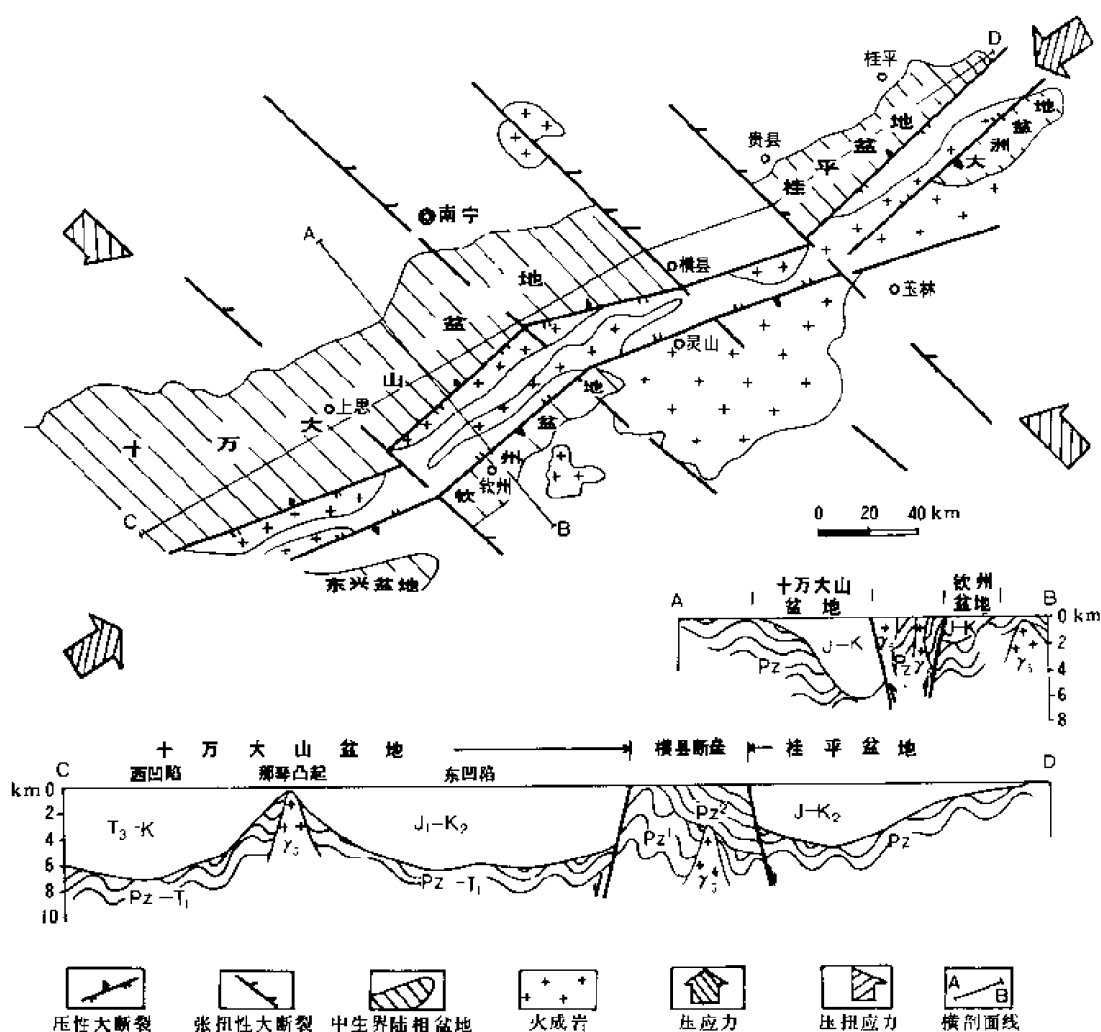 D
桂平
桂平盆地
大洲盆地
贵县
南宁
A
横县
玉林
灵山
十万大山盆地
上思
钦州盆地
钦州
C
B
东兴盆地
0 20 40 km
十万大山盆地
钦州盆地
A
B
0 km
2
4
6
8
J-K
J-K
Pz
Pz
γ
γ
γ₅
十万大山盆地
横县断垒
桂平盆地
C
西凹陷
那琴凸起
东凹陷
D
km 0
2
4
6
8
10
T₃-K
γ₅
J₁-K₂
Pz²
Pz¹
γ₅
J-K₂
Pz
Pz-T₁
Pz-T₁
A
B
压性大断裂
张扭性大断裂
中生界陆相盆地
火成岩
压应力
压扭应力
横剖面线